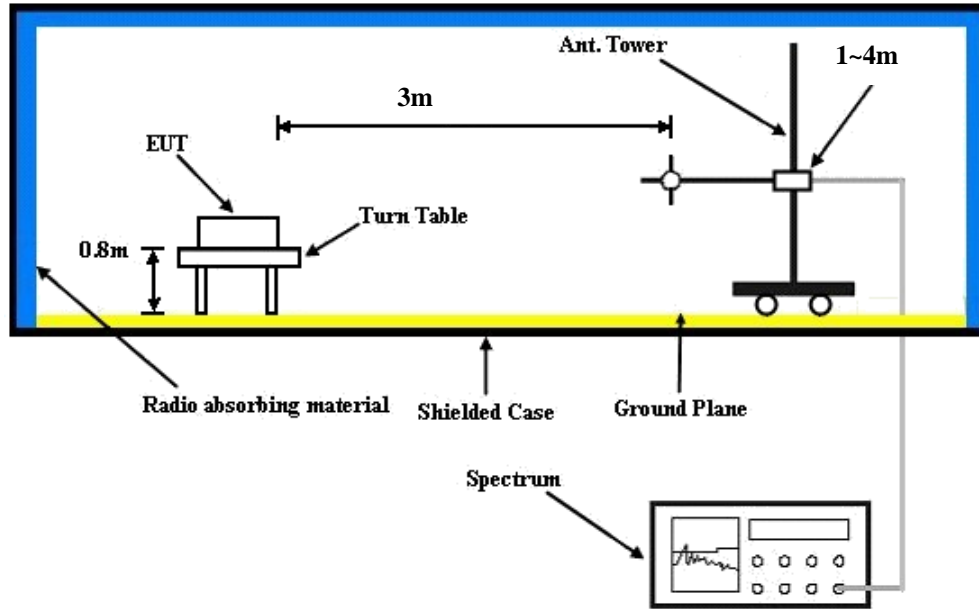 Ant. Tower
1~4m
3m
EUT
Turn Table
0.8m
Radio absorbing material
Shielded Case
Ground Plane
Spectrum